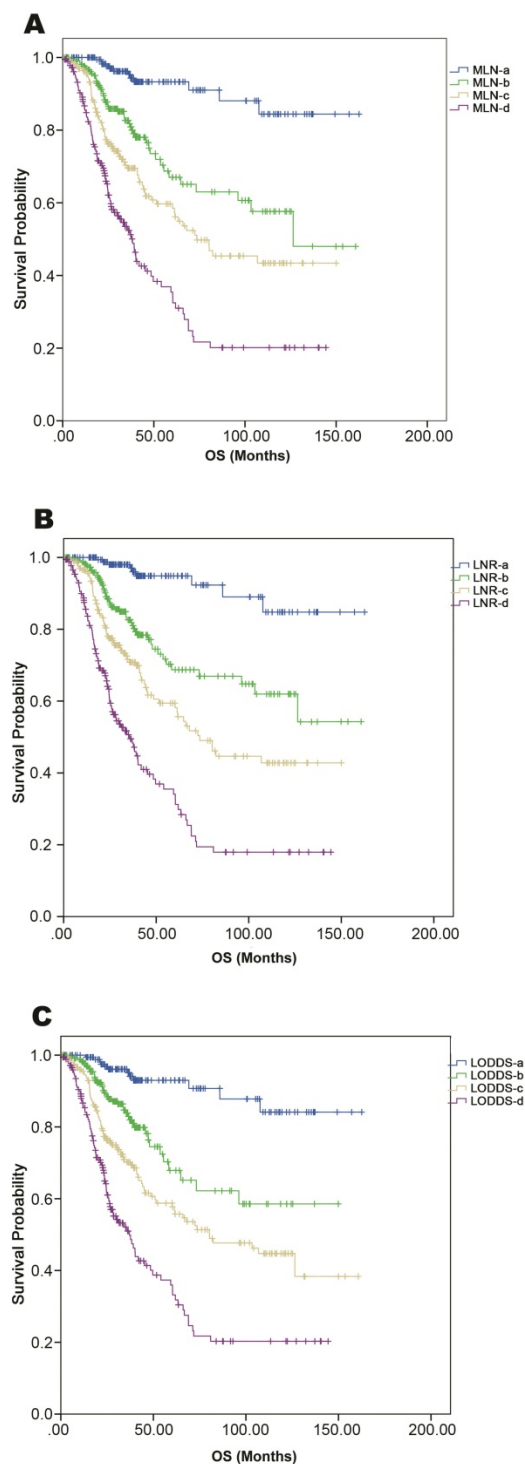 A
1.0
0.8
0.6
0.4
0.2
0.0
Survival Probability
.00 50.00 100.00 150.00 200.00
OS (Months)
MLN-a
MLN-b
MLN-c
MLN-d
B
1.0
0.8
0.6
0.4
0.2
0.0
Survival Probability
.00 50.00 100.00 150.00 200.00
OS (Months)
LNR-a
LNR-b
LNR-c
LNR-d
C
1.0
0.8
0.6
0.4
0.2
0.0
Survival Probability
.00 50.00 100.00 150.00 200.00
OS (Months)
LODDS-a
LODDS-b
LODDS-c
LODDS-d